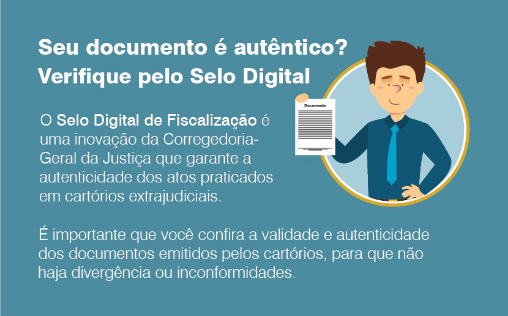 Seu documento é autêntico?
Verifique pelo Selo Digital
O Selo Digital de Fiscalização é
uma inovação da Corregedoria-
Geral da Justiça que garante a
autenticidade dos atos praticados
em cartórios extrajudiciais.
Documento
É importante que você confira a validade e autenticidade
dos documentos emitidos pelos cartórios, para que não
haja divergência ou inconformidades.